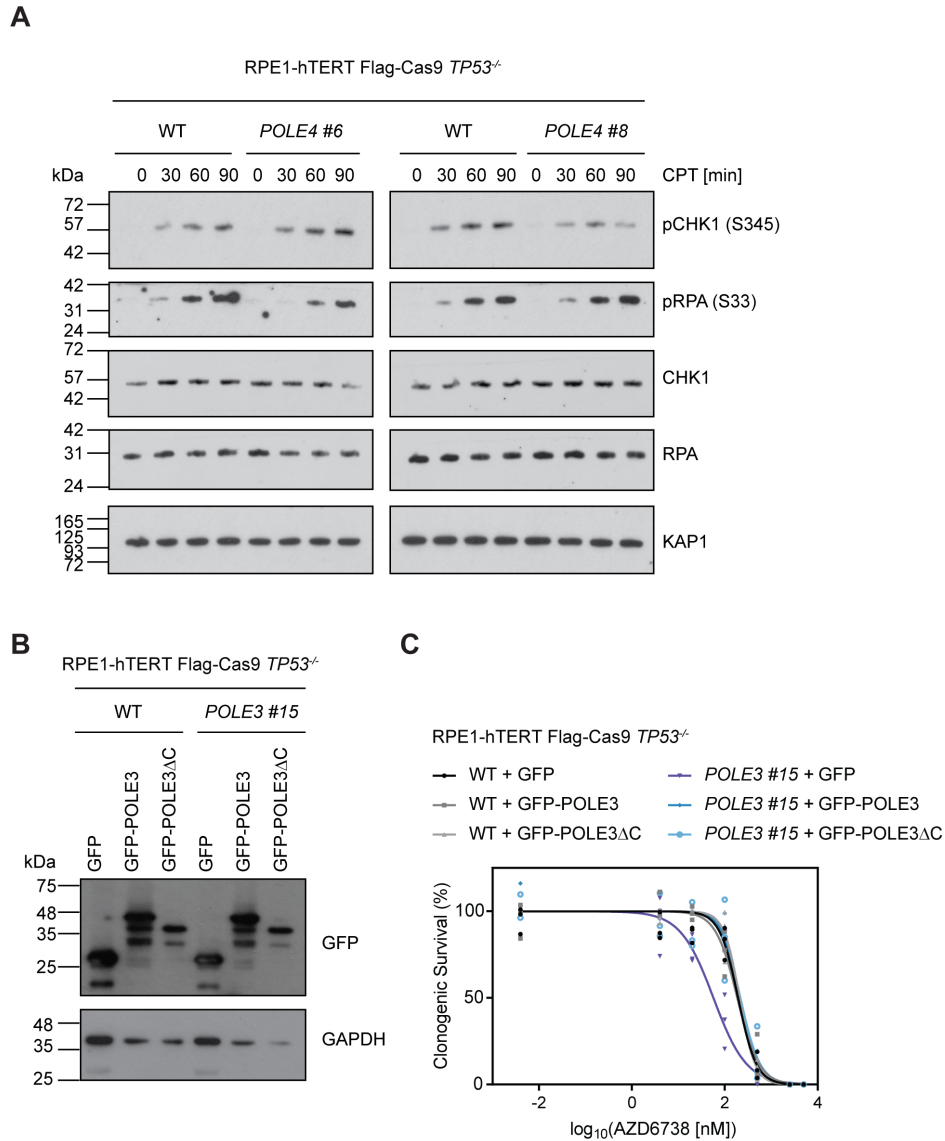 A
RPE1-hTERT Flag-Cas9 TP53-/-
WT POLE4 #6 WT POLE4 #8
kDa 0 30 60 90 0 30 60 90 0 30 60 90 0 30 60 90 CPT [min]
72
57
42
pCHK1 (S345)
42
31
24
pRPA (S33)
72
57
42
CHK1
42
31
24
RPA
165
125
93
72
KAP1
B
RPE1-hTERT Flag-Cas9 TP53-/-
WT POLE3 #15
kDa GFP GFP-POLE3 GFP-POLE3ΔC GFP GFP-POLE3 GFP-POLE3ΔC
75
48
35
25
GFP
48
35
25
GAPDH
C
RPE1-hTERT Flag-Cas9 TP53-/-
WT + GFP POLE3 #15 + GFP
WT + GFP-POLE3 POLE3 #15 + GFP-POLE3
WT + GFP-POLE3ΔC POLE3 #15 + GFP-POLE3ΔC
Clonogenic Survival (%)
100
50
0
-2 0 2 4
log10(AZD6738 [nM])